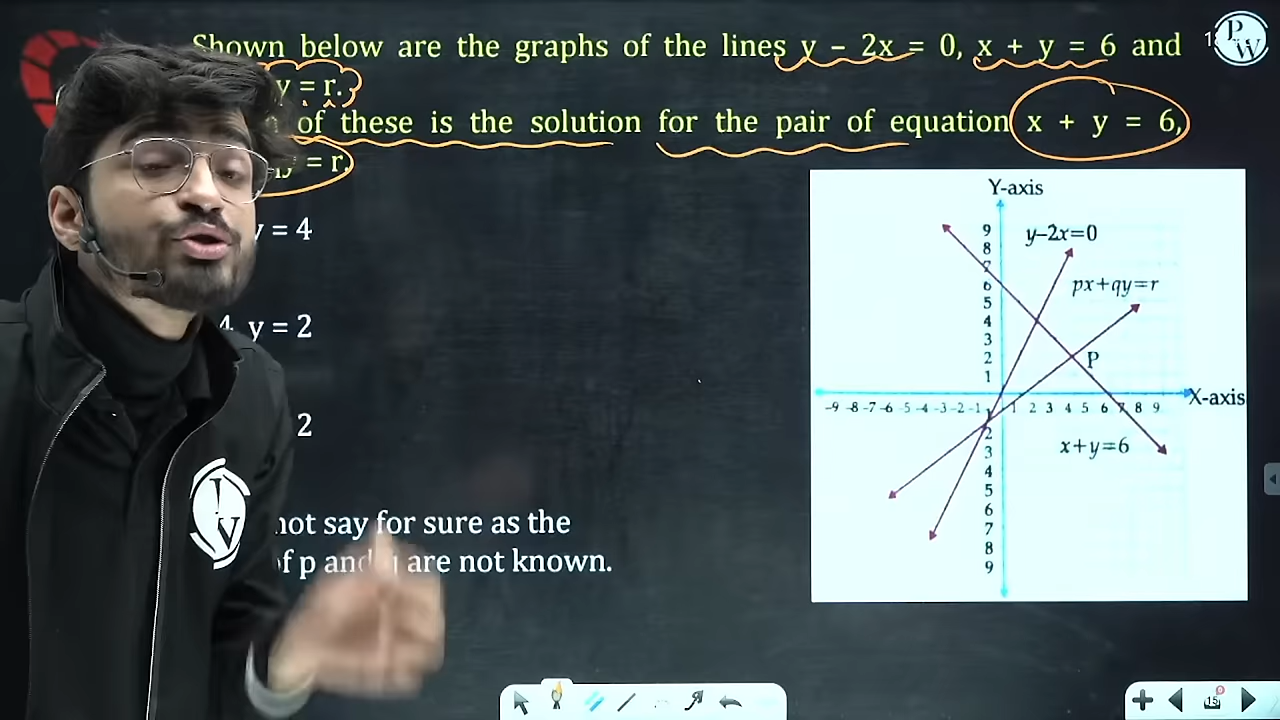 Shown below are the graphs of the lines y – 2x = 0, x + y = 6 and
y = r.
of these is the solution for the pair of equation x + y = 6,
= r.
y = 4
4, y = 2
2
not say for sure as the
of p and q are not known.
Y-axis
y–2x=0
px+qy=r
P
X-axis
x+y=6
9
8
7
6
5
4
3
2
1
-9 -8 -7 -6 -5 -4 -3 -2 -1 1 2 3 4 5 6 7 8 9
1
2
3
4
5
6
7
8
9
P W
15